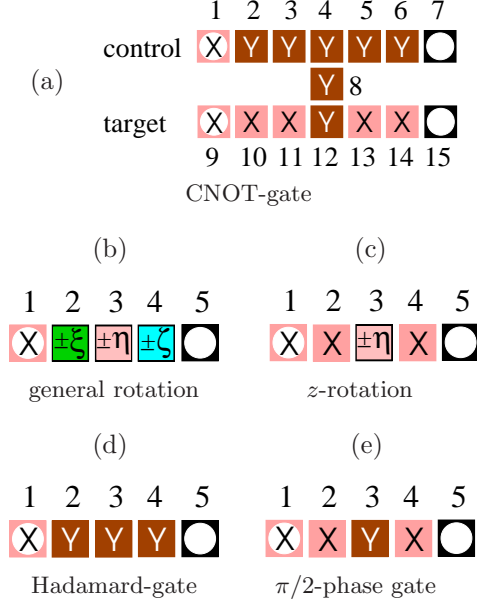 1 2 3 4 5 6 7
control X Y Y Y Y Y
(a) Y 8
target X X X Y X X
9 10 11 12 13 14 15
CNOT-gate
(b) (c)
1 2 3 4 5 1 2 3 4 5
X ±ξ ±η ±ζ X X ±η X
general rotation z-rotation
(d) (e)
1 2 3 4 5 1 2 3 4 5
X Y Y Y X X Y X
Hadamard-gate π/2-phase gate